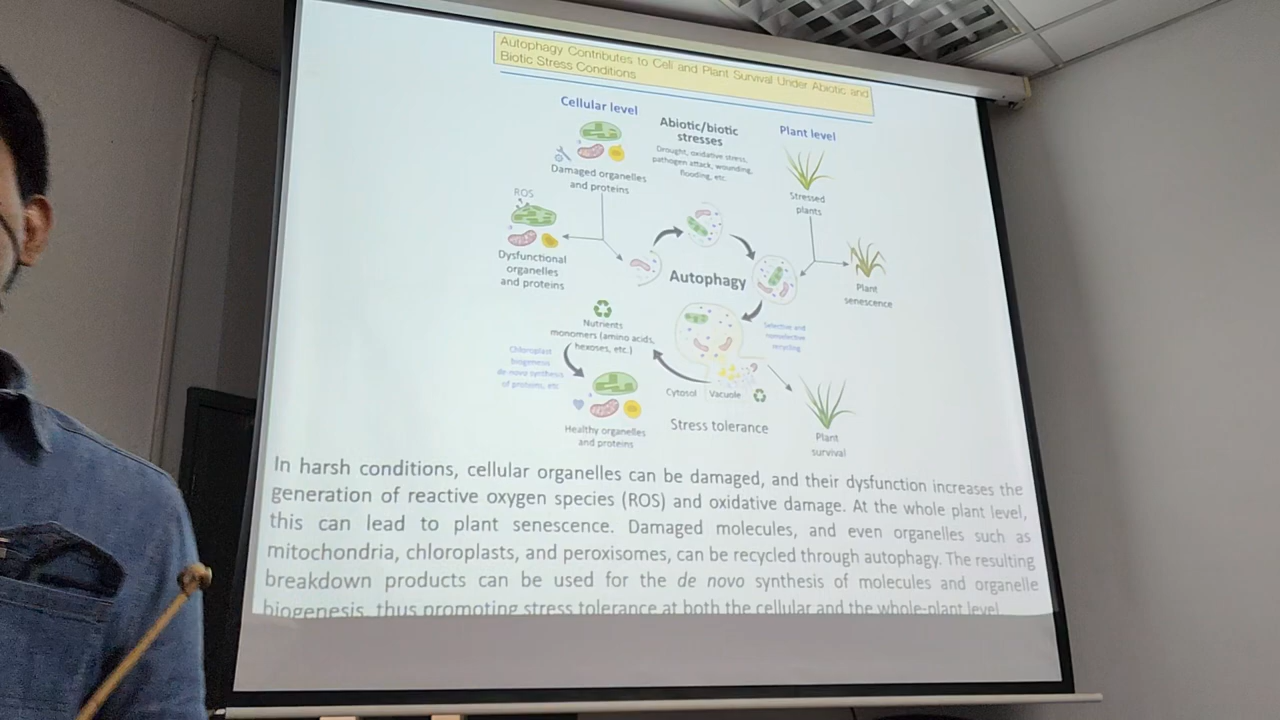 Autophagy Contributes to Cell and Plant Survival Under Abiotic and
Biotic Stress Conditions
Cellular level
Abiotic/biotic
stresses
Drought, oxidative stress,
pathogen attack, wounding,
flooding, etc.
Plant level
Damaged organelles
and proteins
Stressed
plants
ROS
Dysfunctional
organelles
and proteins
Autophagy
Plant
senescence
Nutrients
monomers (amino acids,
hexoses, etc.)
Selective and
nonselective
recycling
Chloroplast
biogenesis
de novo synthesis
of proteins, etc
Cytosol
Vacuole
Healthy organelles
and proteins
Stress tolerance
Plant
survival
In harsh conditions, cellular organelles can be damaged, and their dysfunction increases the
generation of reactive oxygen species (ROS) and oxidative damage. At the whole plant level,
this can lead to plant senescence. Damaged molecules, and even organelles such as
mitochondria, chloroplasts, and peroxisomes, can be recycled through autophagy. The resulting
breakdown products can be used for the de novo synthesis of molecules and organelle
biogenesis, thus promoting stress tolerance at both the cellular and the whole-plant level